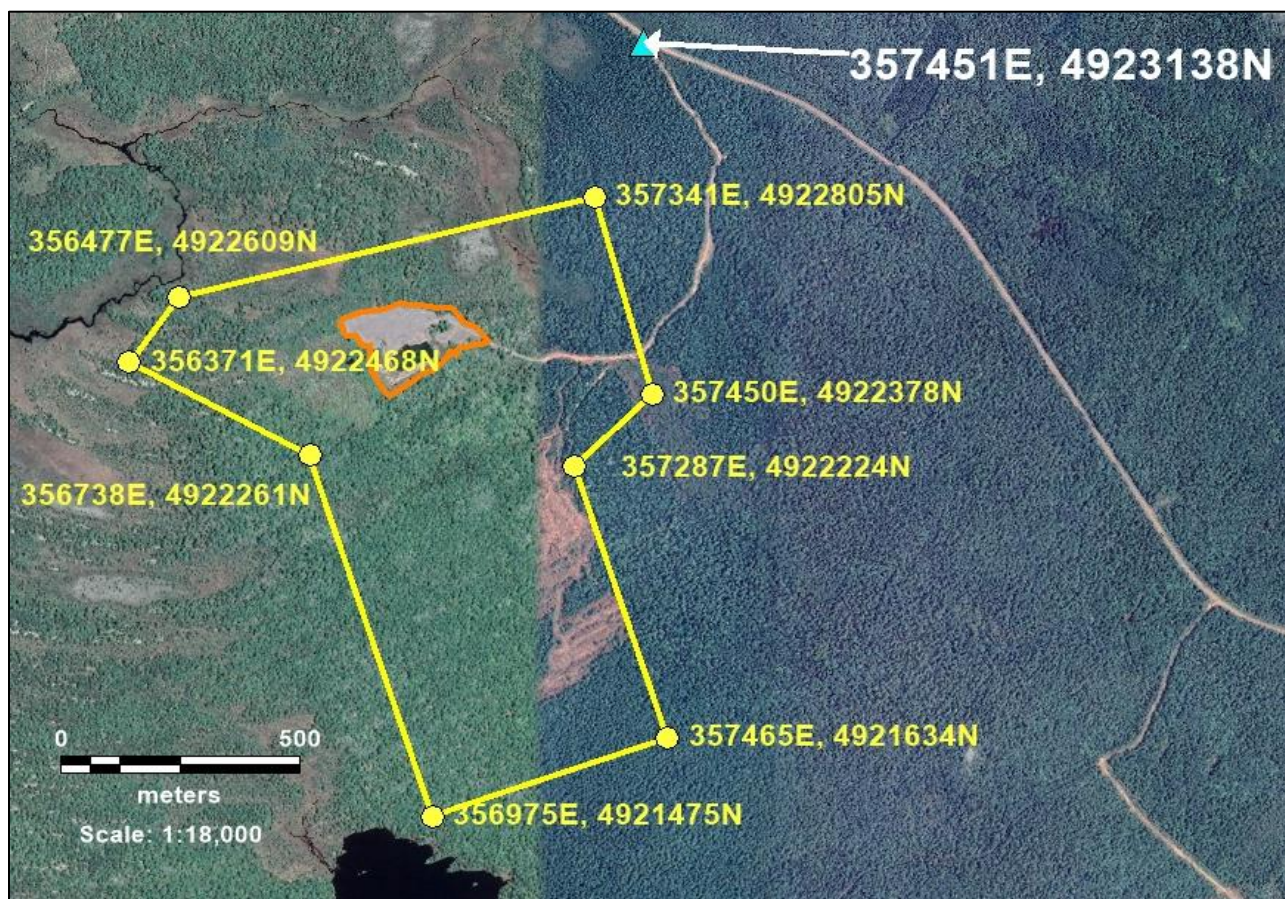 357451E, 4923138N
357341E, 4922805N
356477E, 4922609N
356371E, 4922468N
357450E, 4922378N
357287E, 4922224N
356738E, 4922261N
357465E, 4921634N
0 500
meters
Scale: 1:18,000
356975E, 4921475N